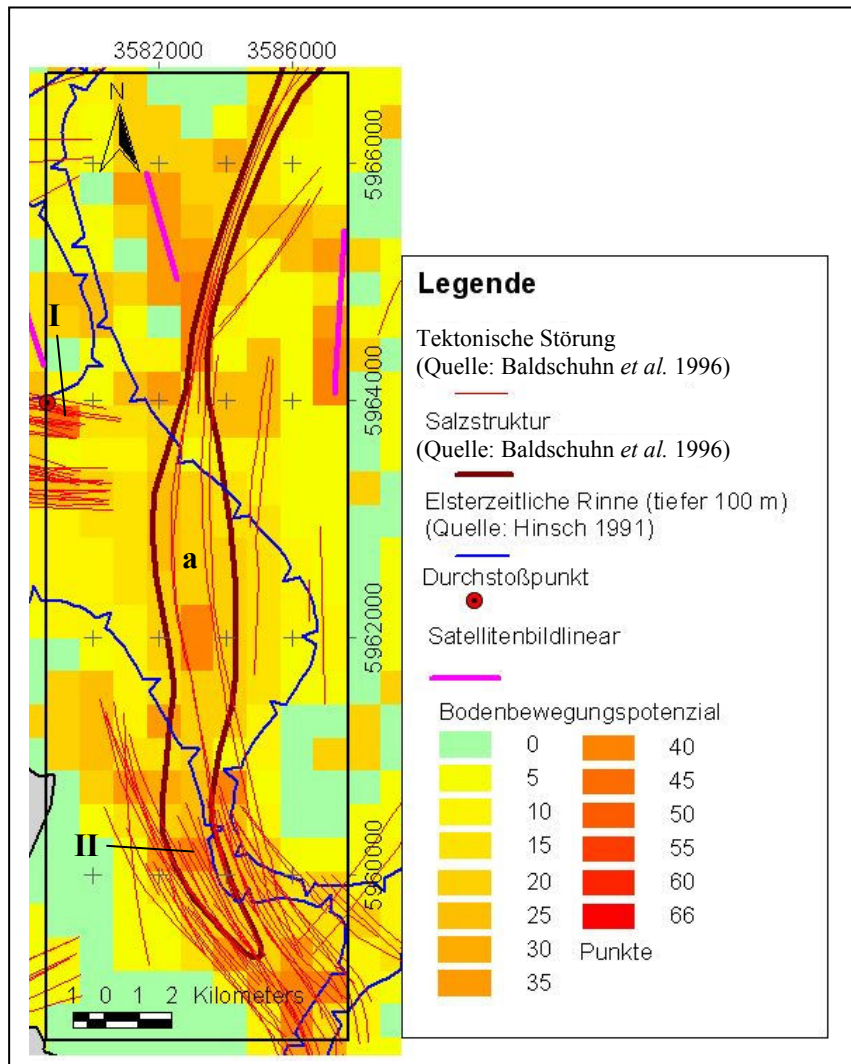 3582000 3586000
N
5966000
I
5964000
a
5962000
II
5960000
1 0 1 2 Kilometers
Legende
Tektonische Störung
(Quelle: Baldschuhn et al. 1996)
Salzstruktur
(Quelle: Baldschuhn et al. 1996)
Elsterzeitliche Rinne (tiefer 100 m)
(Quelle: Hinsch 1991)
Durchstoßpunkt
Satellitenbildlinear
Bodenbewegungspotenzial
0 40
5 45
10 50
15 55
20 60
25 66
30 Punkte
35